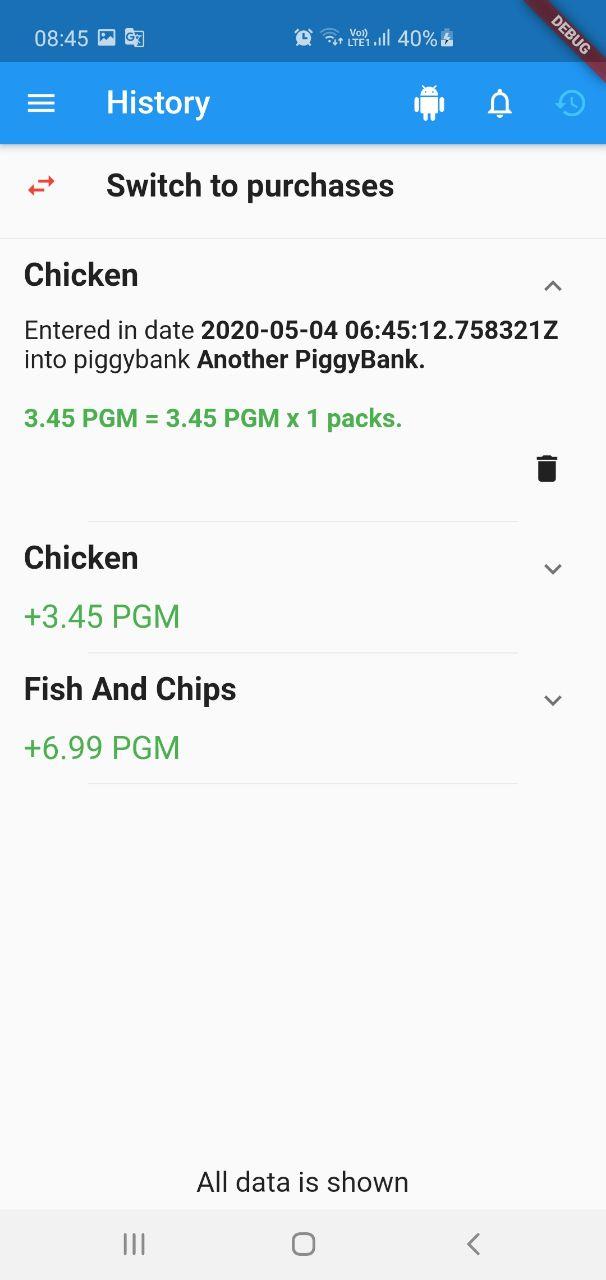 08:45
Vo))
LTE1
40%
DEBUG
History
Switch to purchases
Chicken
Entered in date 2020-05-04 06:45:12.758321Z
into piggybank Another PiggyBank.
3.45 PGM = 3.45 PGM x 1 packs.
Chicken
+3.45 PGM
Fish And Chips
+6.99 PGM
All data is shown